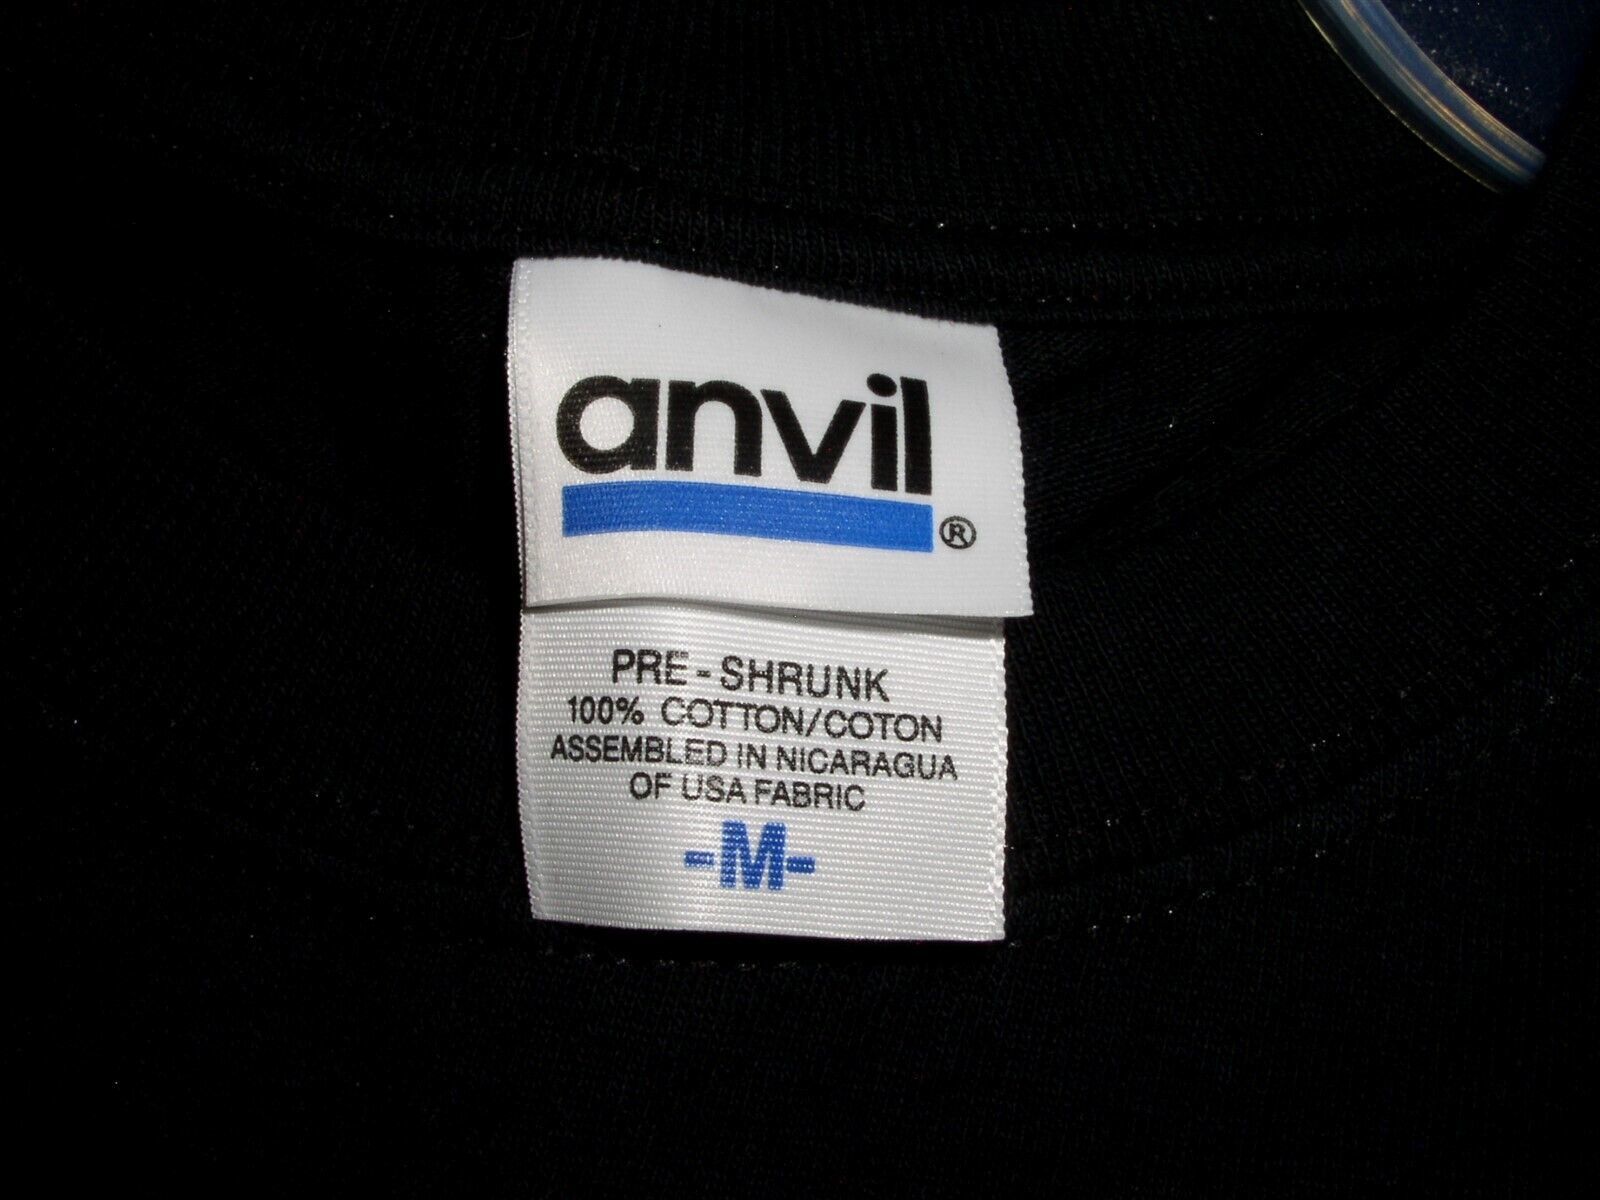 anvil
®
PRE-SHRUNK
100% COTTON/COTON
ASSEMBLED IN NICARAGUA
OF USA FABRIC
-M-